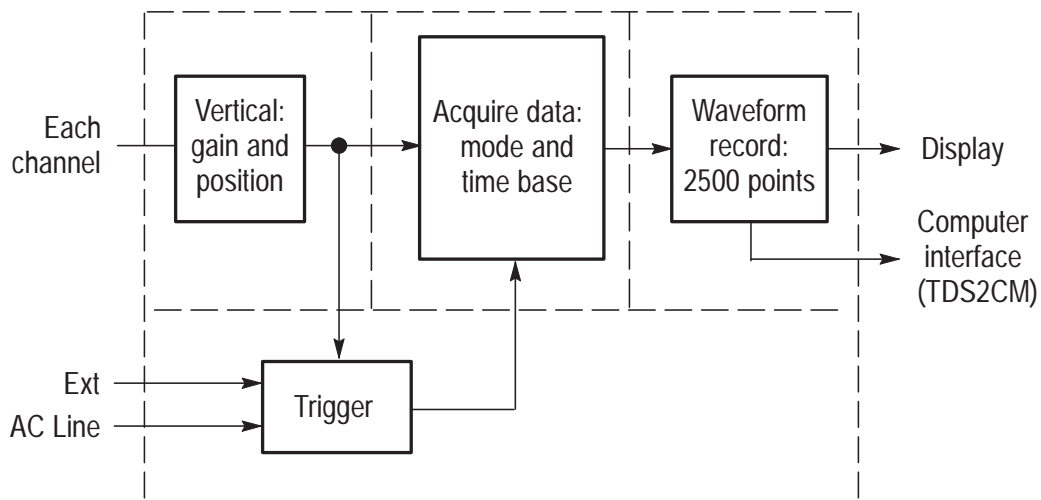 Each
channel
Vertical:
gain and
position
Acquire data:
mode and
time base
Waveform
record:
2500 points
Display
Computer
interface
(TDS2CM)
Ext
AC Line
Trigger